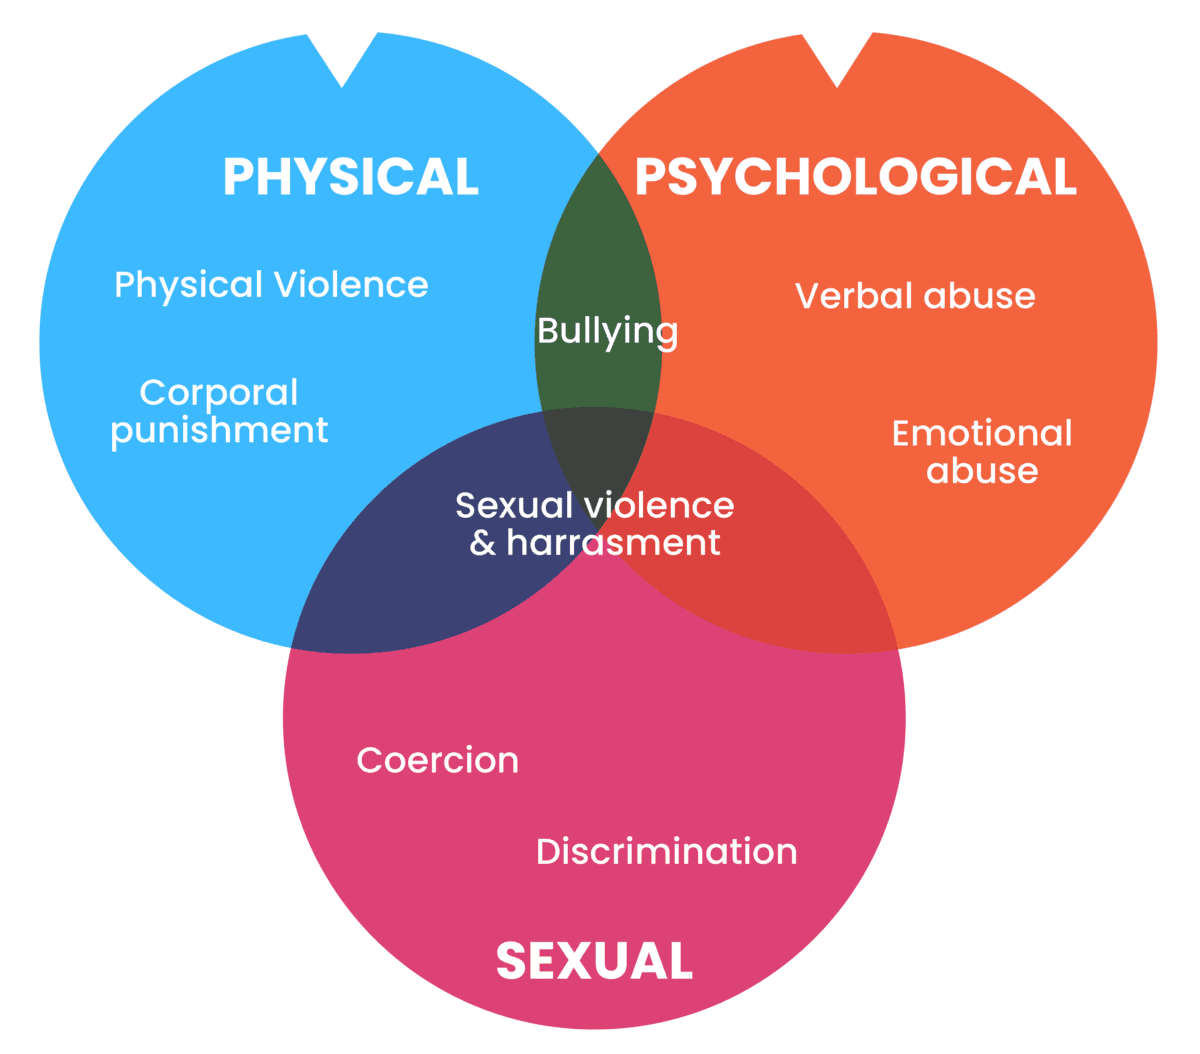 PHYSICAL
PSYCHOLOGICAL
Physical Violence
Verbal abuse
Bullying
Corporal
punishment
Emotional
abuse
Sexual violence
& harrasment
Coercion
Discrimination
SEXUAL